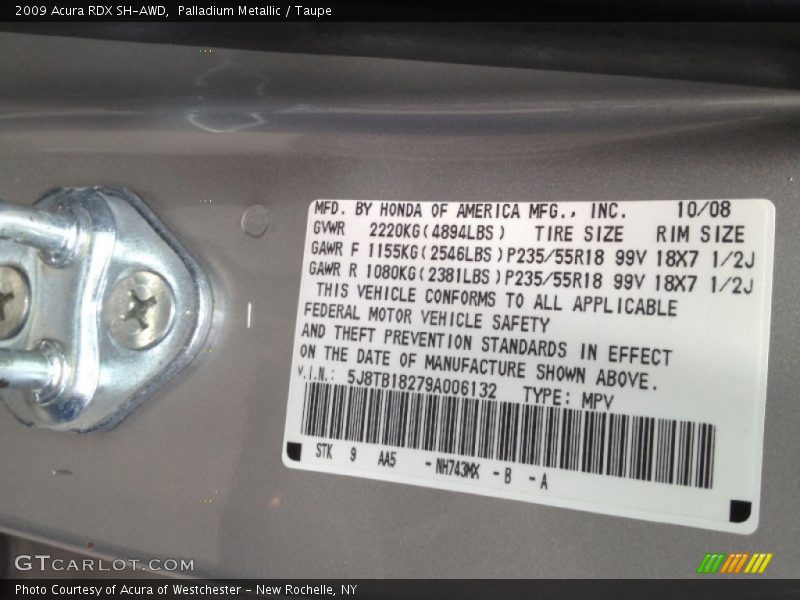 2009 Acura RDX SH-AWD,  Palladium Metallic / Taupe
MFD. BY HONDA OF AMERICA MFG., INC. 10/08
GVWR 2220KG(4894LBS) TIRE SIZE RIM SIZE
GAWR F 1155KG(2546LBS)P235/55R18 99V 18X7 1/2J
GAWR R 1080KG(2381LBS)P235/55R18 99V 18X7 1/2J
THIS VEHICLE CONFORMS TO ALL APPLICABLE
FEDERAL MOTOR VEHICLE SAFETY
AND THEFT PREVENTION STANDARDS IN EFFECT
ON THE DATE OF MANUFACTURE SHOWN ABOVE.
V.I.N.: 5J8TB18279A006132 TYPE: MPV
STK 9 AA5 -NH743MX -B -A
GTCARLOT.COM
Photo Courtesy of Acura of Westchester - New Rochelle, NY